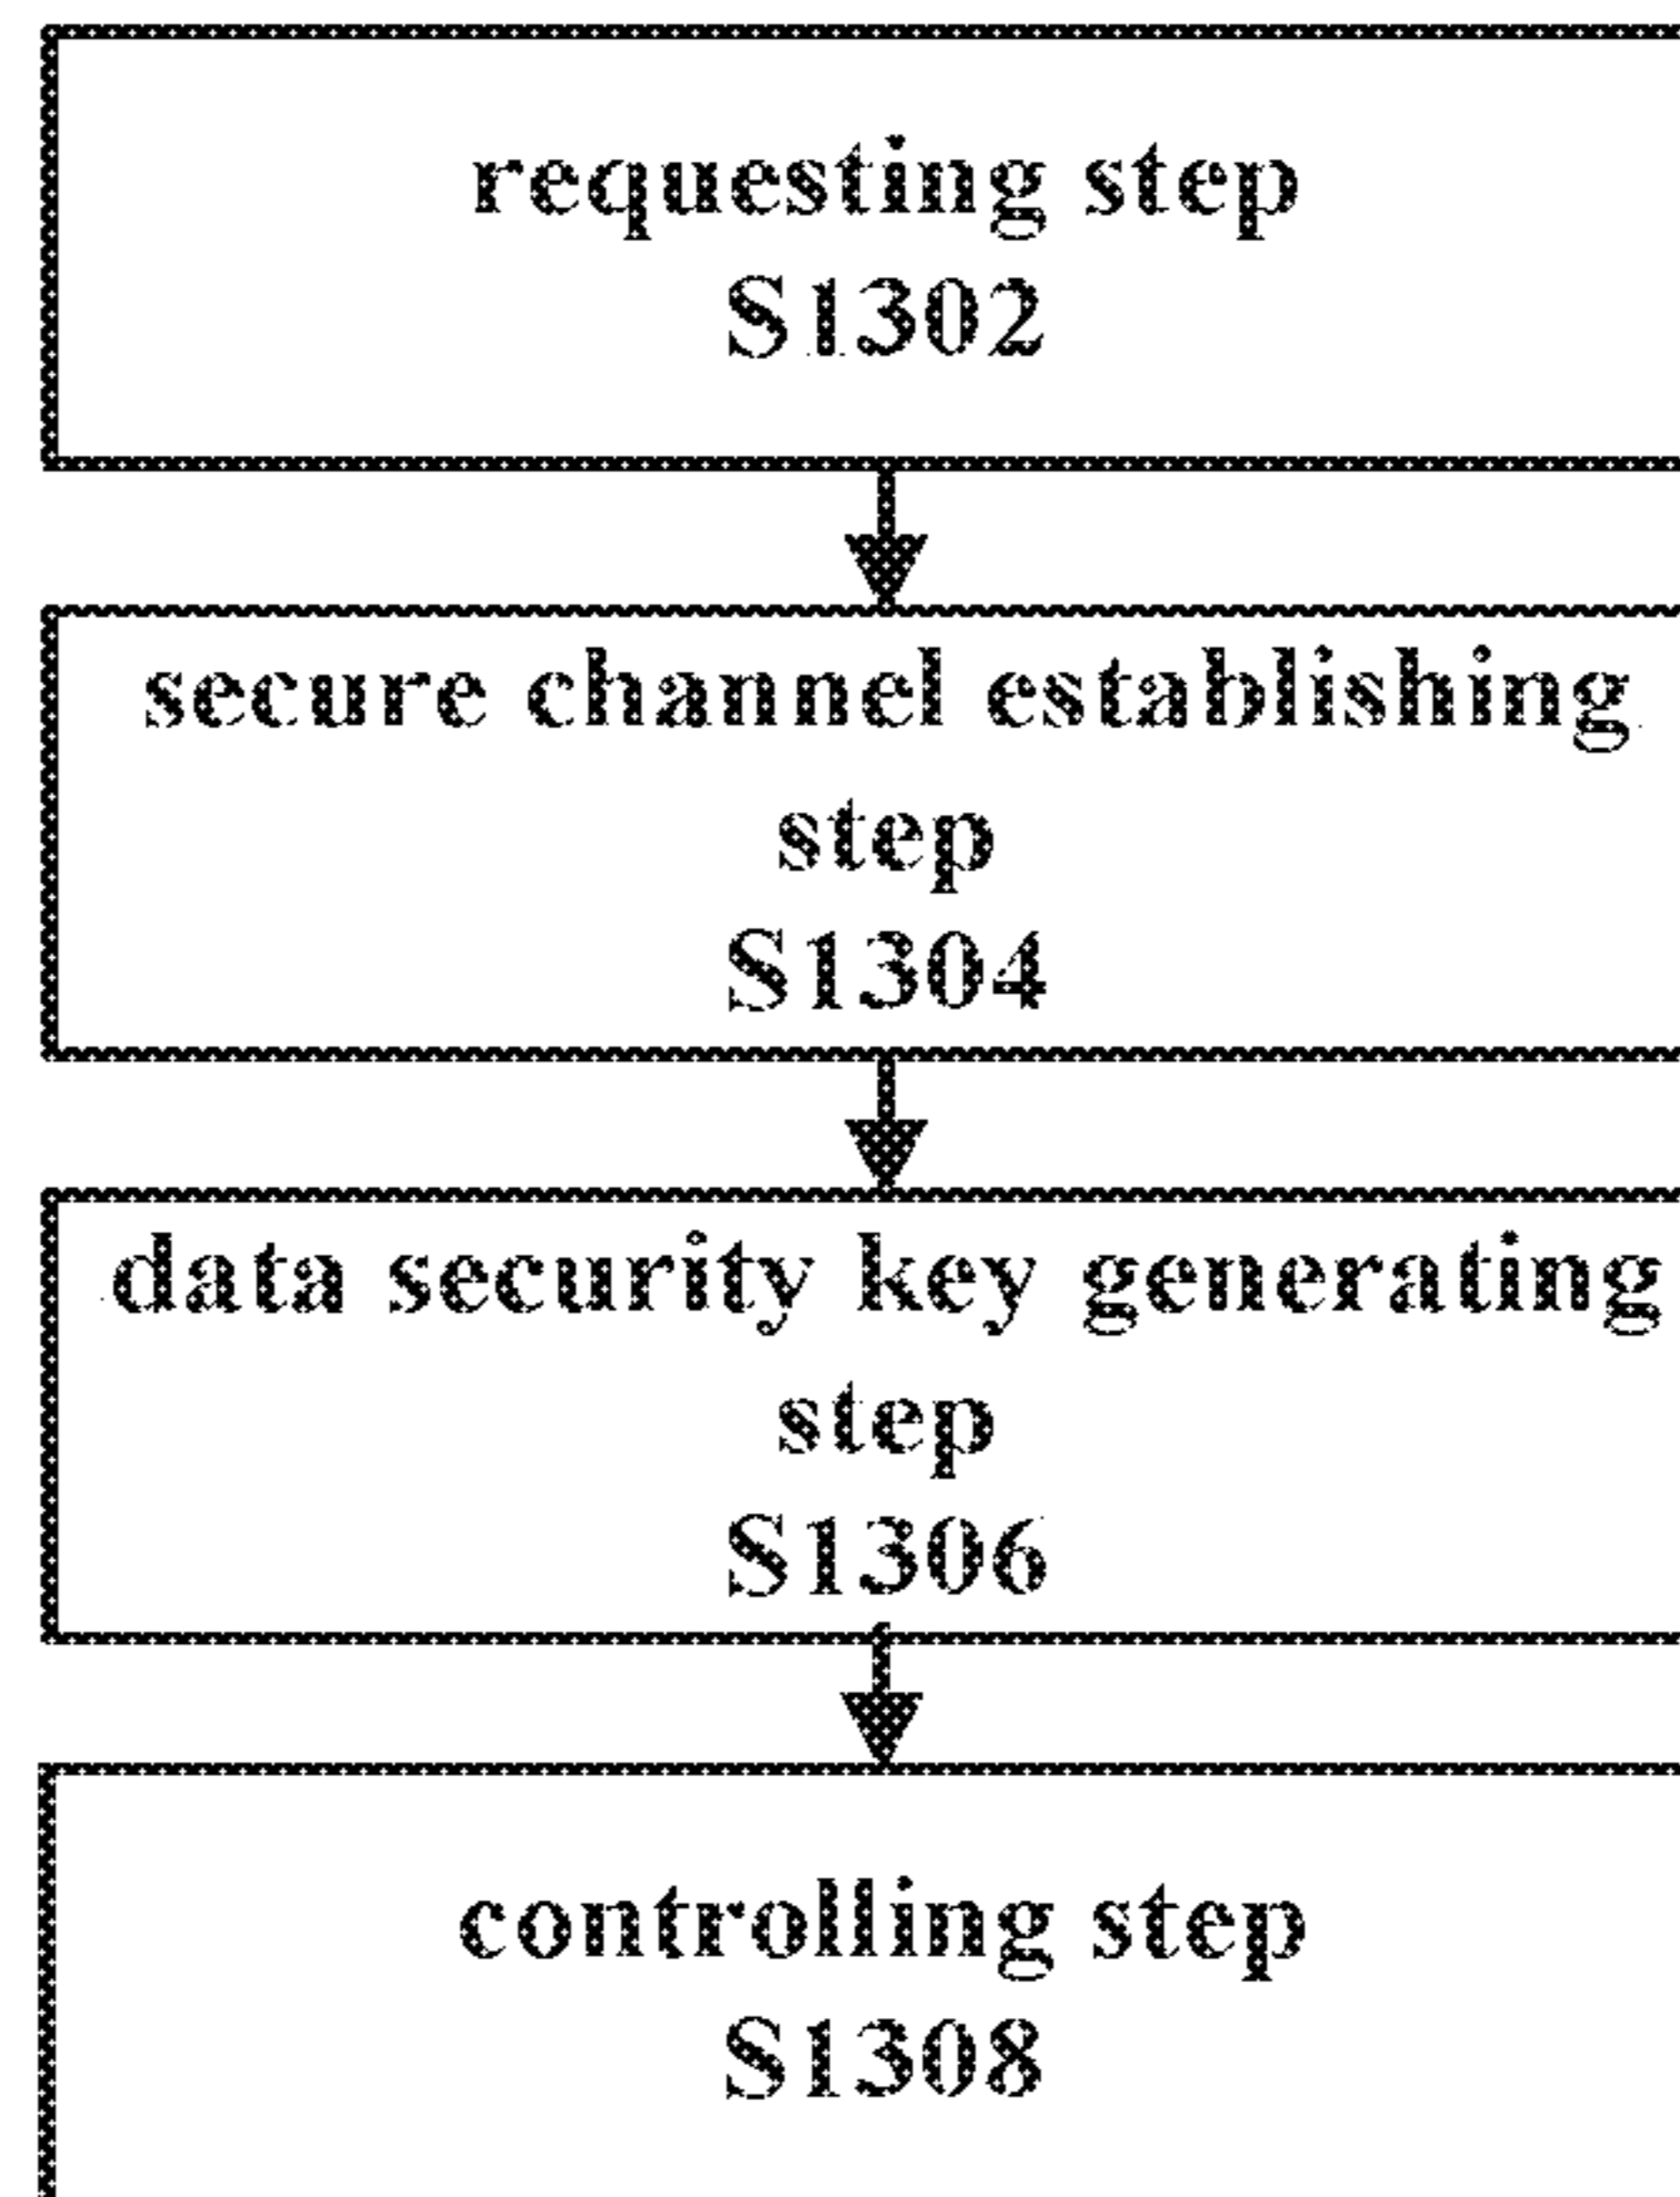 requesting step
S1302
secure channel establishing
step
S1304
data security key generating
step
S1306
controlling step
S1308